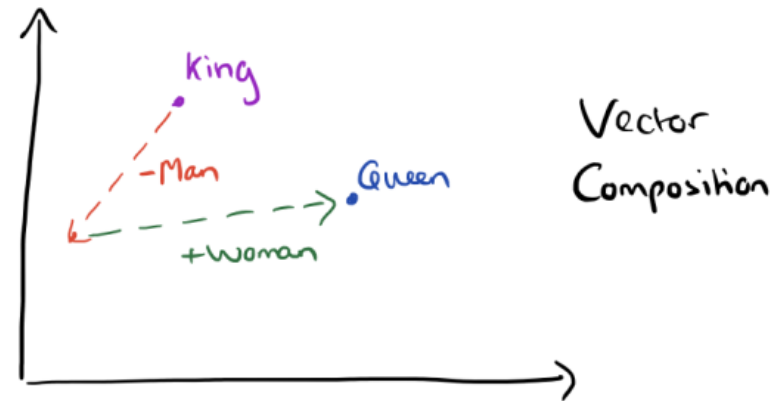 King
-Man
Queen
+Woman
Vector
Composition